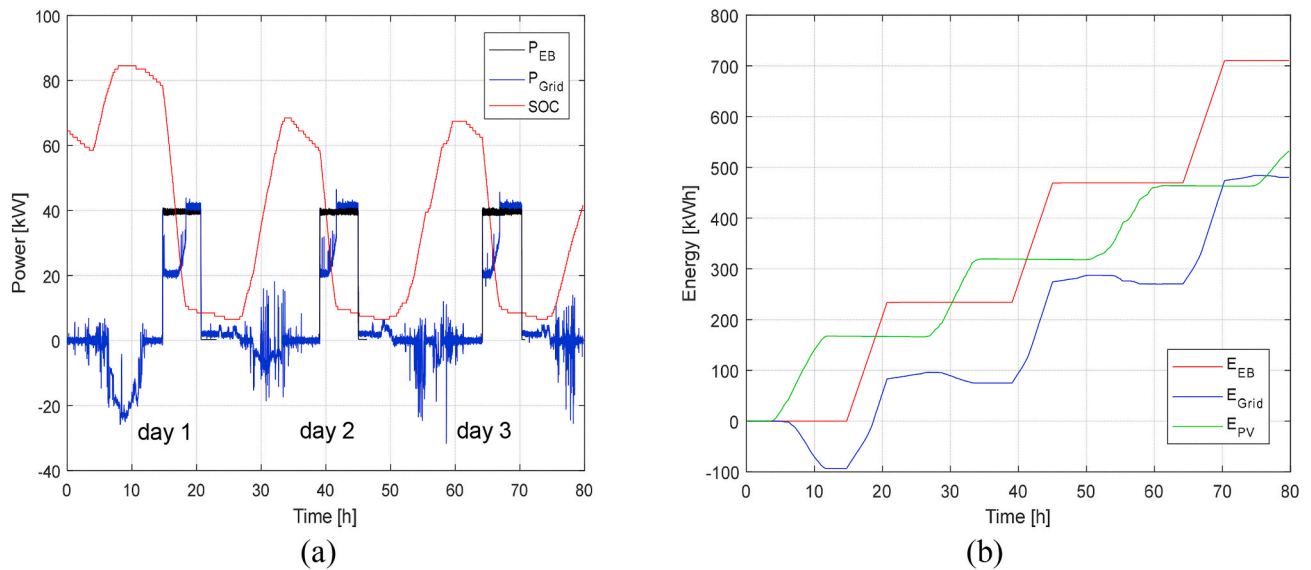 100
80
60
40
20
0
-20
-40
Power [kW]
P_EB
P_Grid
SOC
day 1
day 2
day 3
0 10 20 30 40 50 60 70 80
Time [h]
(a)
800
700
600
500
400
300
200
100
0
-100
Energy [kWh]
E_EB
E_Grid
E_PV
0 10 20 30 40 50 60 70 80
Time [h]
(b)